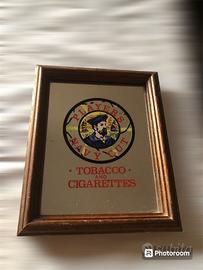 PLAYER'S
NAVY CUT
· TOBACCO ·
AND
CIGARETTES
Photoroom